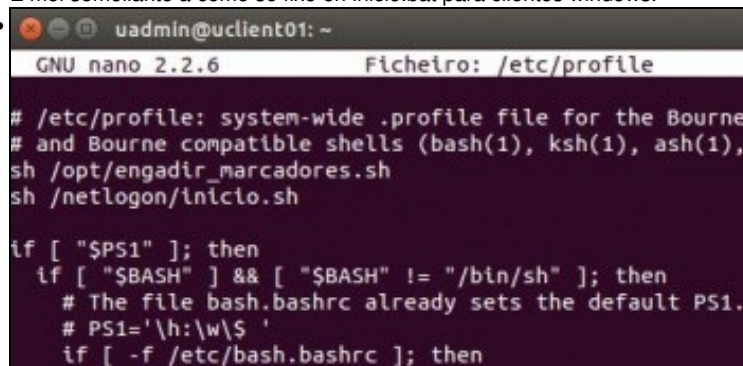 uadmin@uclient01: ~
GNU nano 2.2.6 Ficheiro: /etc/profile
# /etc/profile: system-wide .profile file for the Bourne
# and Bourne compatible shells (bash(1), ksh(1), ash(1),
sh /opt/engadir_marcadores.sh
sh /netlogon/inicio.sh
if [ "$PS1" ]; then
if [ "$BASH" ] && [ "$BASH" != "/bin/sh" ]; then
# The file bash.bashrc already sets the default PS1.
# PS1='\h:\w\$ '
if [ -f /etc/bash.bashrc ]; then